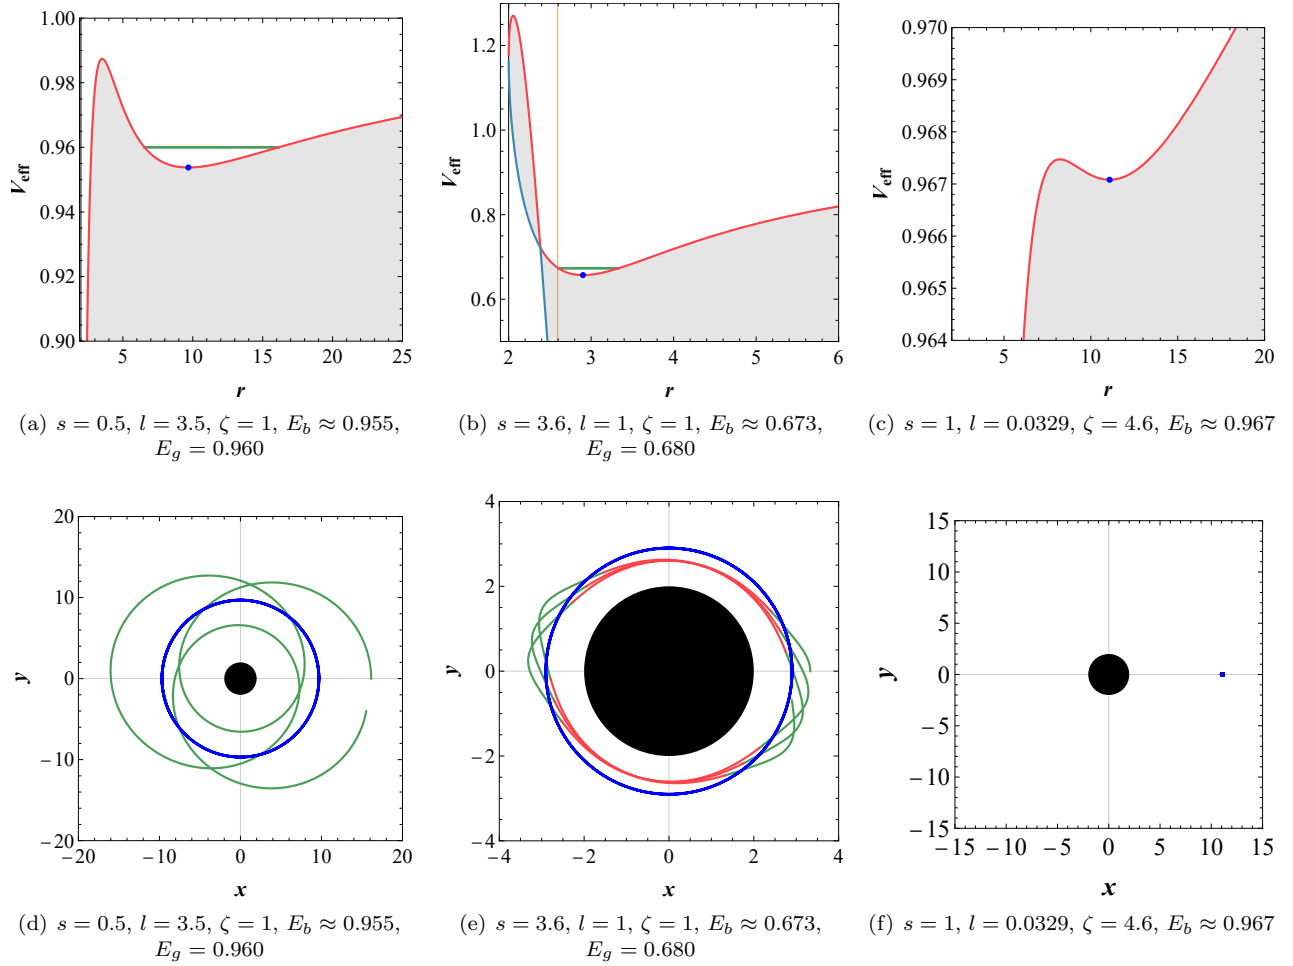 1.00
0.98
0.96
0.94
0.92
0.90
V_eff
5 10 15 20 25
r
(a) s = 0.5, l = 3.5, ζ = 1, E_b ≈ 0.955,
E_g = 0.960
1.2
1.0
0.8
0.6
V_eff
2 3 4 5 6
r
(b) s = 3.6, l = 1, ζ = 1, E_b ≈ 0.673,
E_g = 0.680
0.970
0.969
0.968
0.967
0.966
0.965
0.964
V_eff
5 10 15 20
r
(c) s = 1, l = 0.0329, ζ = 4.6, E_b ≈ 0.967
20
10
0
−10
−20
y
−20 −10 0 10 20
x
(d) s = 0.5, l = 3.5, ζ = 1, E_b ≈ 0.955,
E_g = 0.960
4
2
0
−2
−4
y
−4 −2 0 2 4
x
(e) s = 3.6, l = 1, ζ = 1, E_b ≈ 0.673,
E_g = 0.680
15
10
5
0
−5
−10
−15
y
−15 −10 −5 0 5 10 15
x
(f) s = 1, l = 0.0329, ζ = 4.6, E_b ≈ 0.967